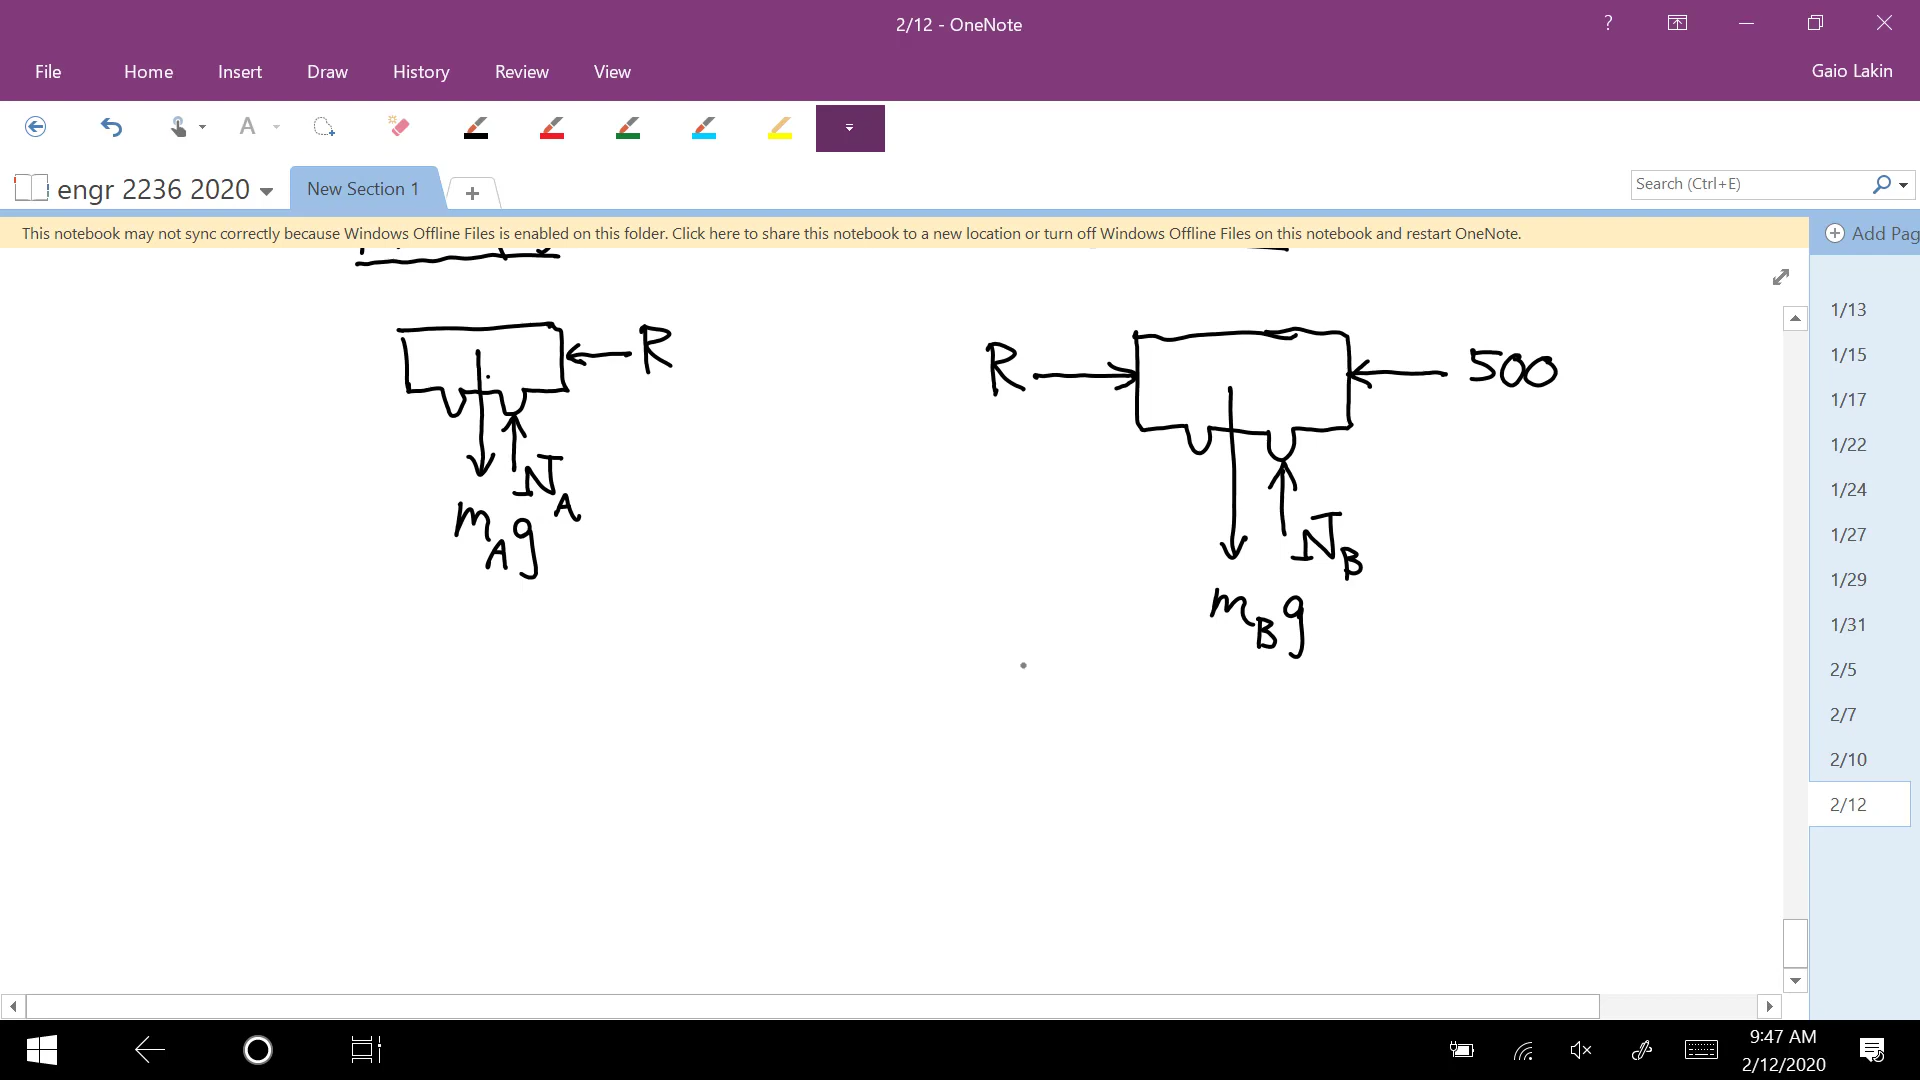 2/12 - OneNote
?
File Home Insert Draw History Review View
Gaio Lakin
A
engr 2236 2020
New Section 1
+
Search (Ctrl+E)
This notebook may not sync correctly because Windows Offline Files is enabled on this folder. Click here to share this notebook to a new location or turn off Windows Offline Files on this notebook and restart OneNote.
Add Pag
1/13
1/15
1/17
1/22
1/24
1/27
1/29
1/31
2/5
2/7
2/10
2/12
R
N_A
m_A g
R
500
N_B
m_B g
9:47 AM
2/12/2020